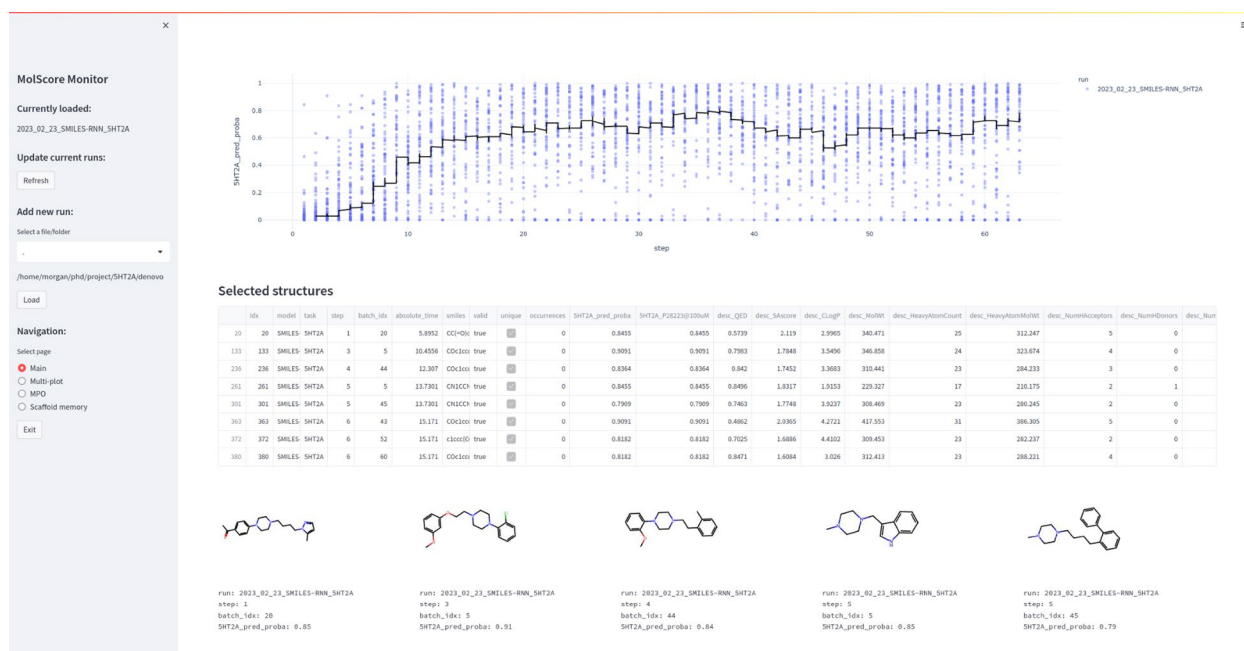 ×
≡
MolScore Monitor
Currently loaded:
2023_02_23_SMILES-RNN_5HT2A
Update current runs:
Refresh
Add new run:
Select a file/folder
.
/home/morgan/phd/project/5HT2A/denovo
Load
Navigation:
Select page
Main
Multi-plot
MPO
Scaffold memory
Exit
5HT2A_pred_proba
1
0.8
0.6
0.4
0.2
0
0 10 20 30 40 50 60
step
run
2023_02_23_SMILES-RNN_5HT2A
Selected structures
idx model task step batch_idx absolute_time smiles valid unique occurrences 5HT2A_pred_proba 5HT2A_P28223@100uM desc_QED desc_SAscore desc_CLogP desc_MolWt desc_HeavyAtomCount desc_HeavyAtomMolWt desc_NumHAcceptors desc_NumHDonors desc_Num
20 20 SMILES- 5HT2A 1 20 5.8952 CC(=O)c true 0 0.8455 0.8455 0.5739 2.119 2.9965 340.471 25 312.247 5 0
133 133 SMILES- 5HT2A 3 5 10.4556 COc1cc true 0 0.9091 0.9091 0.7983 1.7848 3.5496 346.858 24 323.674 4 0
236 236 SMILES- 5HT2A 4 44 12.307 COc1cc true 0 0.8364 0.8364 0.842 1.7452 3.3683 310.441 23 284.233 3 0
261 261 SMILES- 5HT2A 5 5 13.7301 CN1CCN true 0 0.8455 0.8455 0.8496 1.8317 1.9153 229.327 17 210.175 2 1
301 301 SMILES- 5HT2A 5 45 13.7301 CN1CCN true 0 0.7909 0.7909 0.7463 1.7748 3.9237 308.469 23 280.245 2 0
363 363 SMILES- 5HT2A 6 43 15.171 COc1cc true 0 0.9091 0.9091 0.4862 2.0365 4.2721 417.553 31 386.305 5 0
372 372 SMILES- 5HT2A 6 52 15.171 c1ccc(C true 0 0.8182 0.8182 0.7025 1.6886 4.4102 309.453 23 282.237 2 0
380 380 SMILES- 5HT2A 6 60 15.171 COc1cc true 0 0.8182 0.8182 0.8471 1.6084 3.026 312.413 23 288.221 4 0
run: 2023_02_23_SMILES-RNN_5HT2A
step: 1
batch_idx: 20
5HT2A_pred_proba: 0.85
run: 2023_02_23_SMILES-RNN_5HT2A
step: 3
batch_idx: 5
5HT2A_pred_proba: 0.91
run: 2023_02_23_SMILES-RNN_5HT2A
step: 4
batch_idx: 44
5HT2A_pred_proba: 0.84
run: 2023_02_23_SMILES-RNN_5HT2A
step: 5
batch_idx: 5
5HT2A_pred_proba: 0.85
run: 2023_02_23_SMILES-RNN_5HT2A
step: 5
batch_idx: 45
5HT2A_pred_proba: 0.79